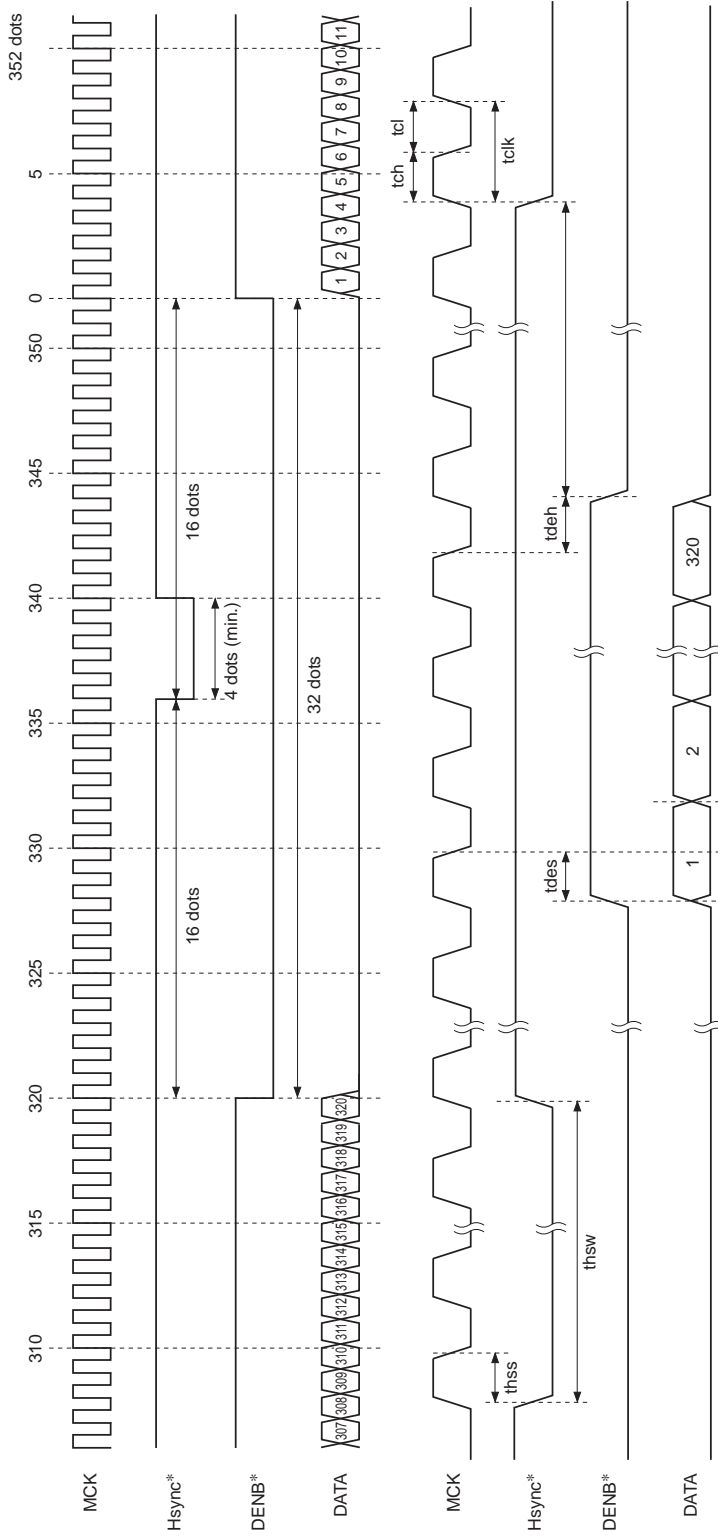 352 dots
310 315 320 325 330 335 340 345 350 0 5
MCK
Hsync*
16 dots 16 dots
4 dots (min.)
DENB*
32 dots
DATA
307 308 309 310 311 312 313 314 315 316 317 318 319 320 1 2 3 4 5 6 7 8 9 10 11
MCK
tch tcl
thss tclk
Hsync*
thsw
tdes tdeh
DENB*
DATA
1 2 320